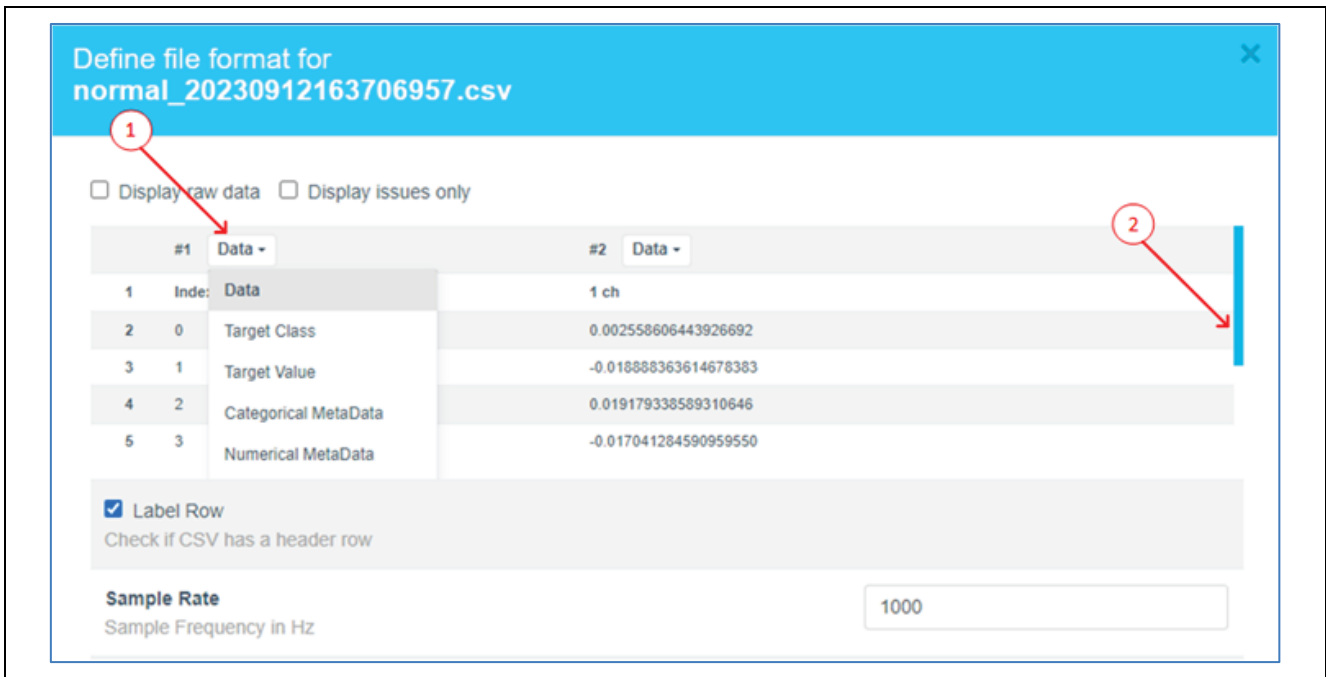 Define file format for
normal_20230912163706957.csv
1
Display raw data Display issues only
2
#1 Data #2 Data
1 Data 1 ch
2 0 Target Class 0.002558606443926692
3 1 Target Value -0.018888363614678383
4 2 Categorical MetaData 0.019179338589310646
5 3 Numerical MetaData -0.017041284590959550
Label Row
Check if CSV has a header row
Sample Rate
1000
Sample Frequency in Hz